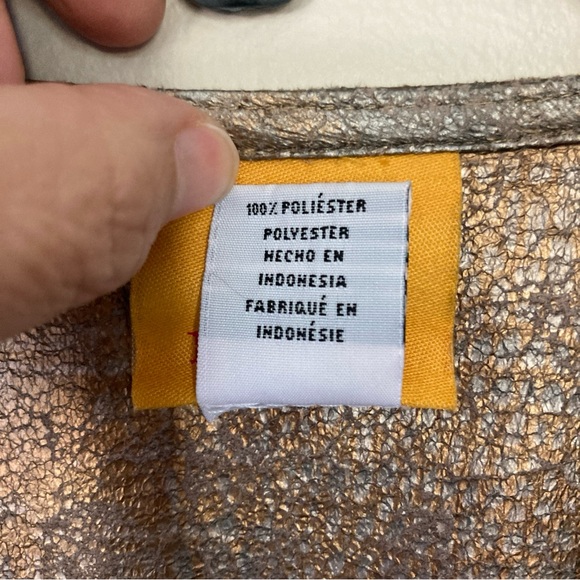 100% POLIÉSTER
POLYESTER
HECHO EN
INDONESIA
FABRIQUÉ EN
INDONÉSIE